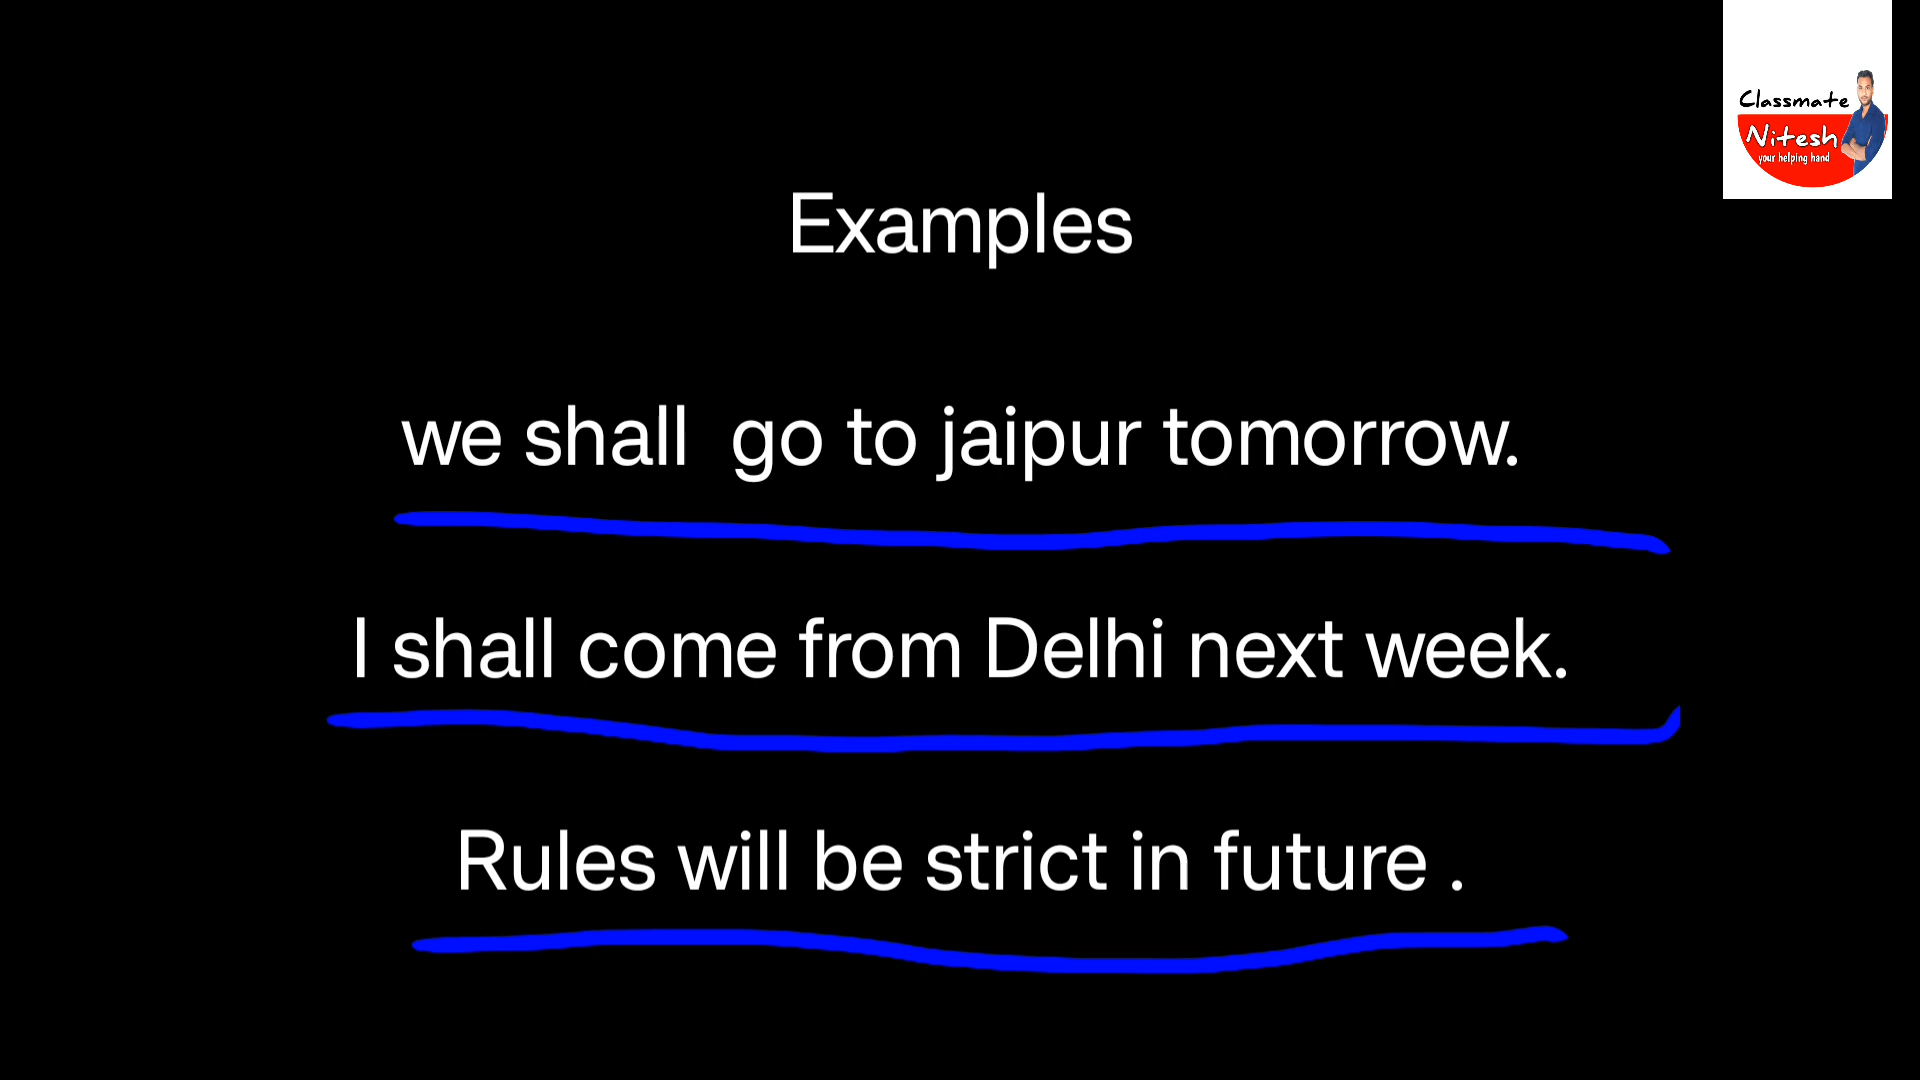 Classmate
Nitesh
your helping hand
Examples
we shall  go to jaipur tomorrow.
I shall come from Delhi next week.
Rules will be strict in future .